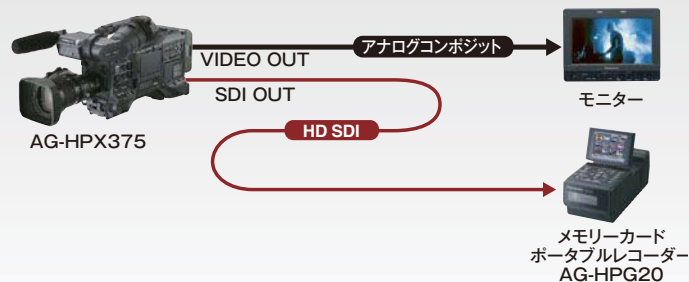 VIDEO OUT
アナログコンポジット
SDI OUT
モニター
AG-HPX375
HD SDI
メモリーカード
ポータブルレコーダー
AG-HPG20